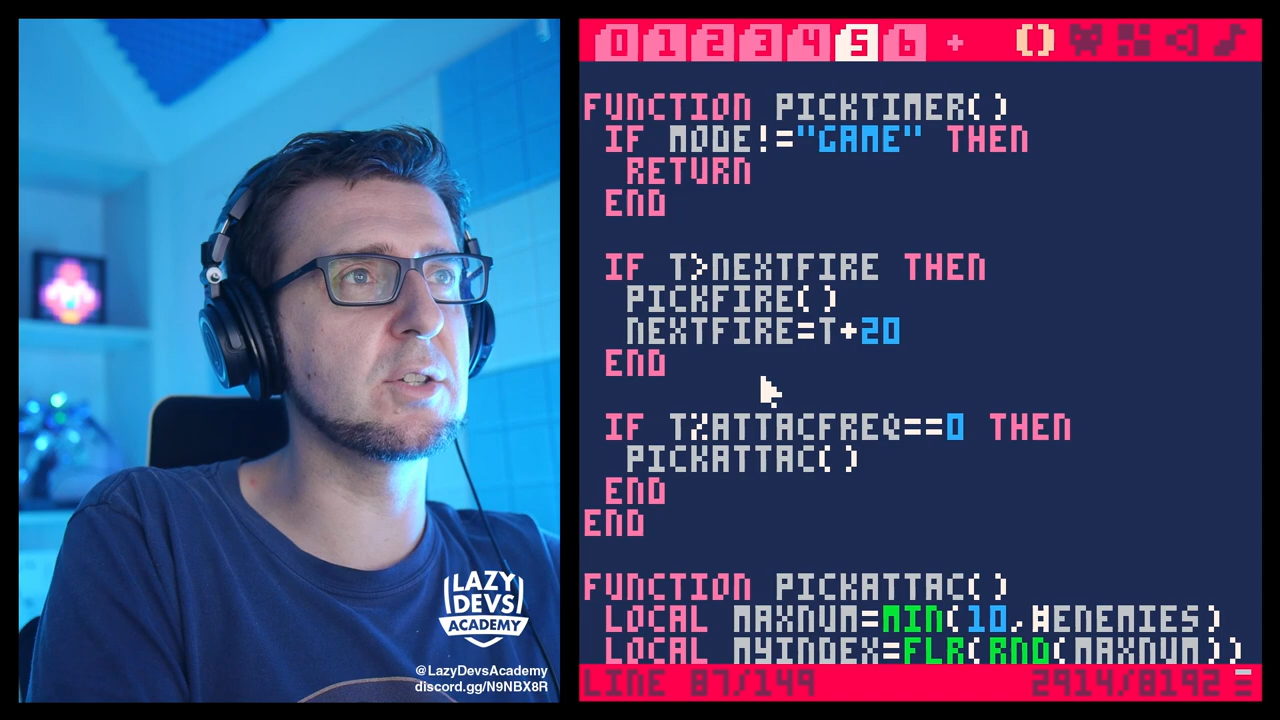 LAZY
DEVS
ACADEMY
@LazyDevsAcademy
discord.gg/N9NBX8R
0 1 2 3 4 5 6 + ()
FUNCTION PICKTIMER()
IF MODE!="GAME" THEN
RETURN
END
IF T>NEXTFIRE THEN
PICKFIRE()
NEXTFIRE=T+20
END
IF T%ATTACFREQ==0 THEN
PICKATTAC()
END
END
FUNCTION PICKATTAC()
LOCAL MAXNUM=MIN(10,#ENEMIES)
LOCAL MYINDEX=FLR(RND(MAXNUM))
LINE 87/149 2914/8192